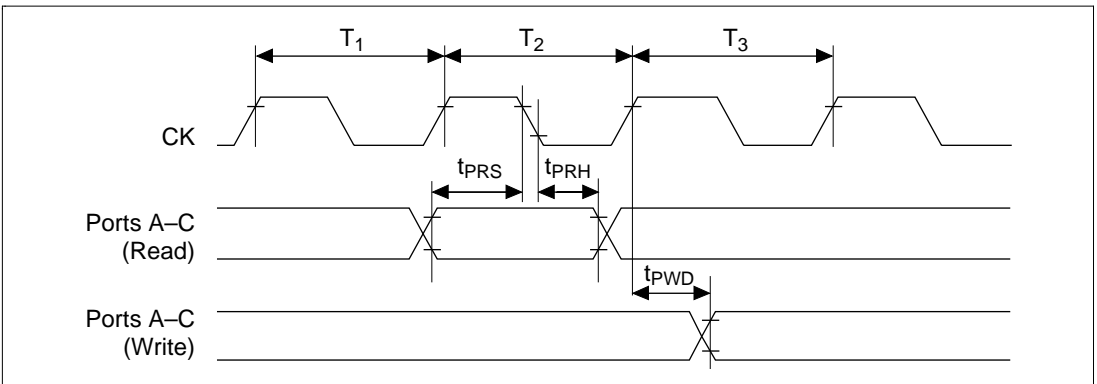 T1 T2 T3
CK
tPRS tPRH
Ports A–C
(Read)
tPWD
Ports A–C
(Write)